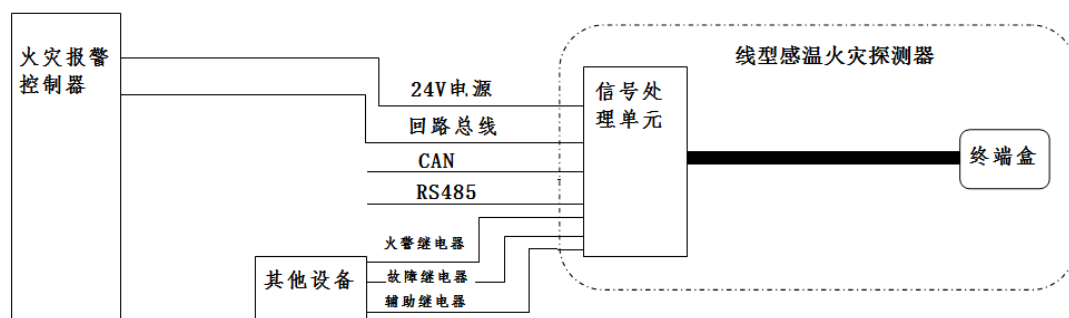 火灾报警
控制器
24V电源
回路总线
CAN
RS485
火警继电器
故障继电器
辅助继电器
其他设备
线型感温火灾探测器
信号处
理单元
终端盒